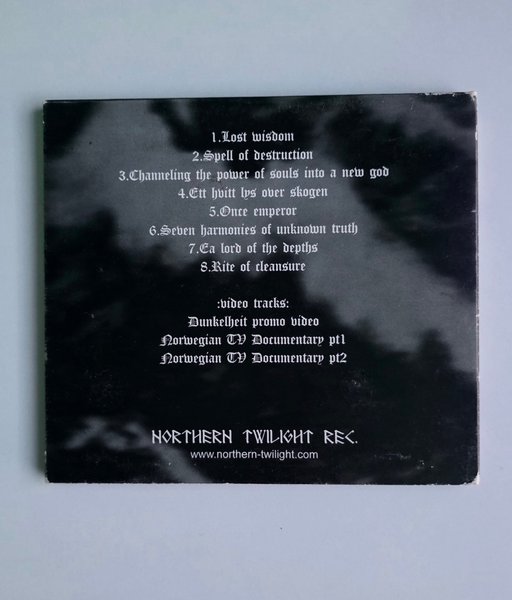 1.Lost wisdom
2.Spell of destruction
3.Channeling the power of souls into a new god
4.Ett hvitt lys over skogen
5.Once emperor
6.Seven harmonies of unknown truth
7.Ea lord of the depths
8.Rite of cleansure
:video tracks:
Dunkelheit promo video
Norwegian TV Documentary pt1
Norwegian TV Documentary pt2
NORTHERN TWILIGHT REC.
www.northern-twilight.com